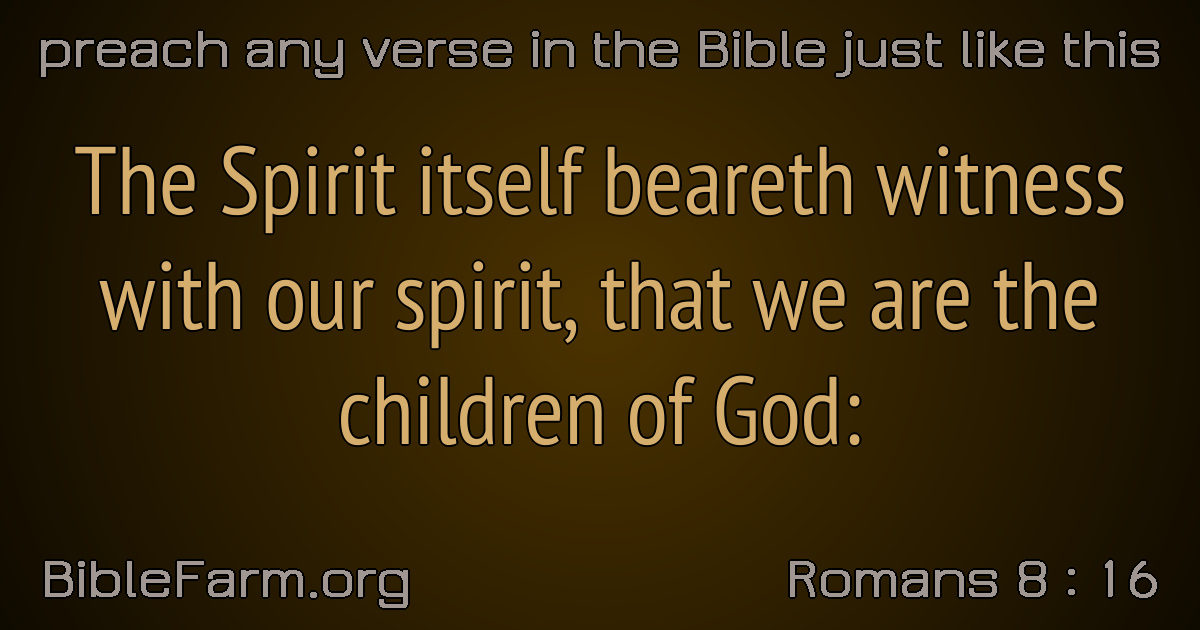 preach any verse in the Bible just like this
The Spirit itself beareth witness
with our spirit, that we are the
children of God:
BibleFarm.org
Romans 8 : 16